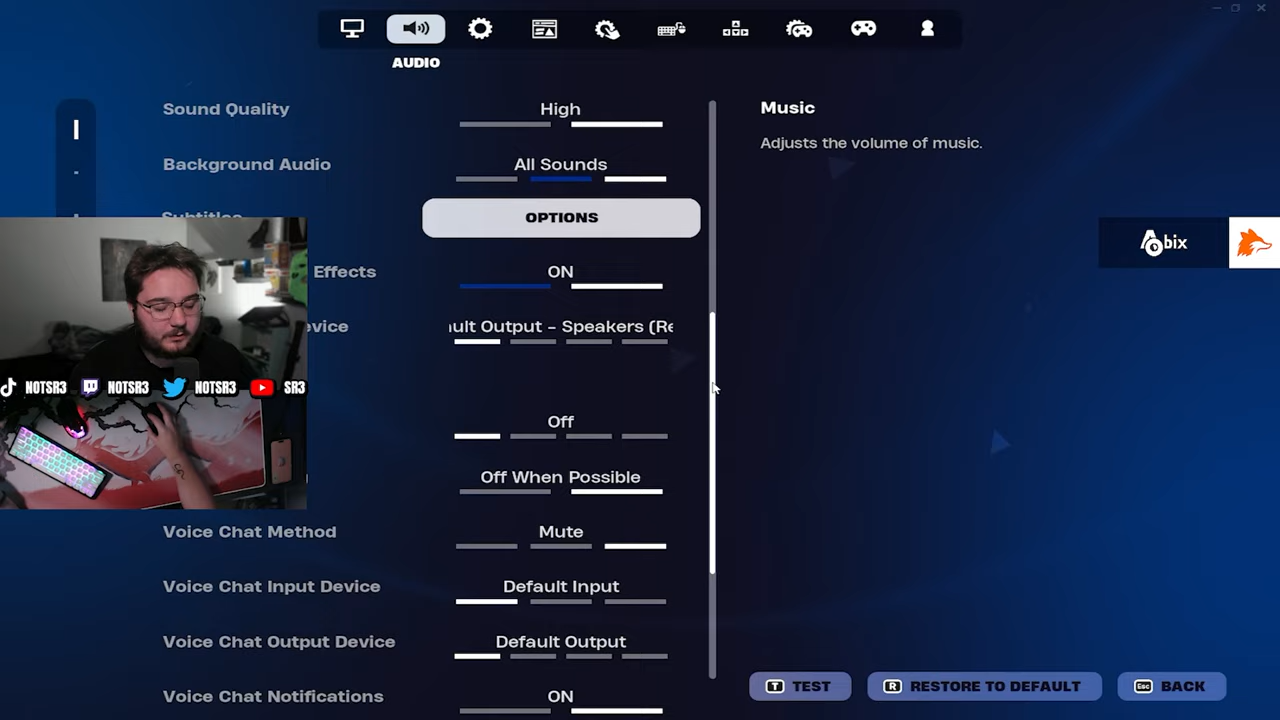 AUDIO
Sound Quality
High
Background Audio
All Sounds
Subtitles
OPTIONS
Effects
ON
evice
ult Output - Speakers (Re
Off
Off When Possible
Voice Chat Method
Mute
Voice Chat Input Device
Default Input
Voice Chat Output Device
Default Output
Voice Chat Notifications
ON
Music
Adjusts the volume of music.
bix
NOTSR3
NOTSR3
NOTSR3
SR3
T TEST
R RESTORE TO DEFAULT
Esc BACK